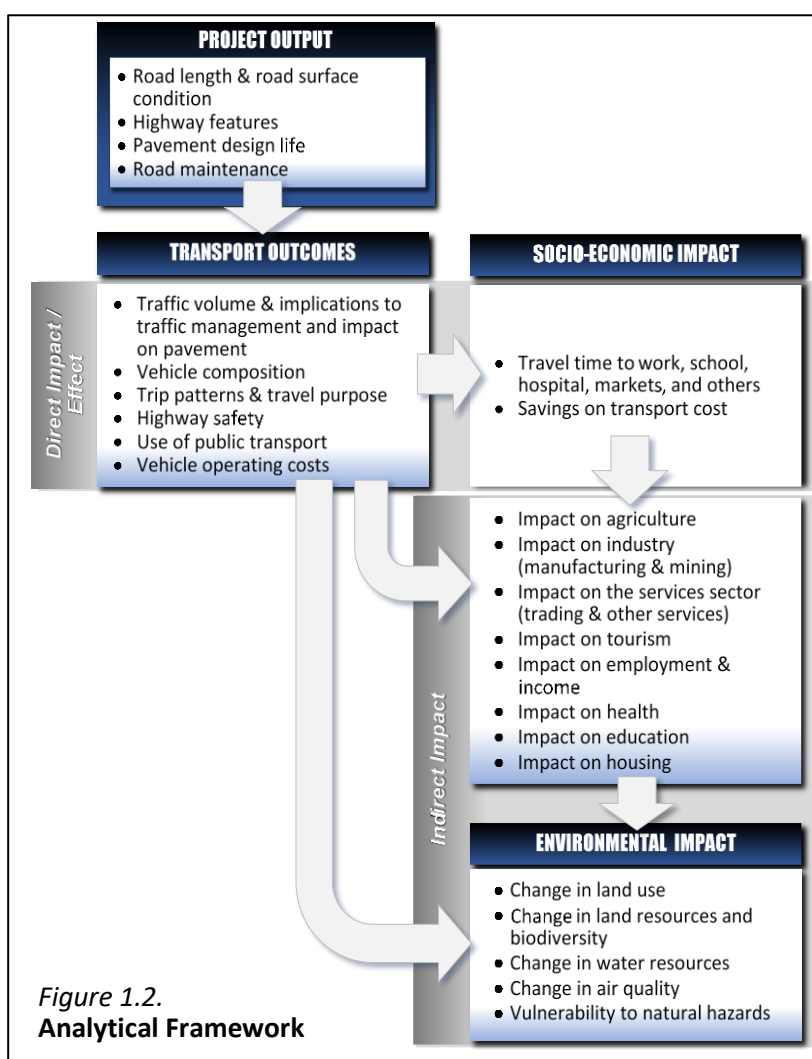 PROJECT OUTPUT
• Road length & road surface
condition
• Highway features
• Pavement design life
• Road maintenance
TRANSPORT OUTCOMES
Direct Impact /
Effect
• Traffic volume & implications to
traffic management and impact
on pavement
• Vehicle composition
• Trip patterns & travel purpose
• Highway safety
• Use of public transport
• Vehicle operating costs
SOCIO-ECONOMIC IMPACT
• Travel time to work, school,
hospital, markets, and others
• Savings on transport cost
Indirect Impact
• Impact on agriculture
• Impact on industry
(manufacturing & mining)
• Impact on the services sector
(trading & other services)
• Impact on tourism
• Impact on employment &
income
• Impact on health
• Impact on education
• Impact on housing
ENVIRONMENTAL IMPACT
• Change in land use
• Change in land resources and
biodiversity
• Change in water resources
• Change in air quality
• Vulnerability to natural hazards
Figure 1.2.
Analytical Framework